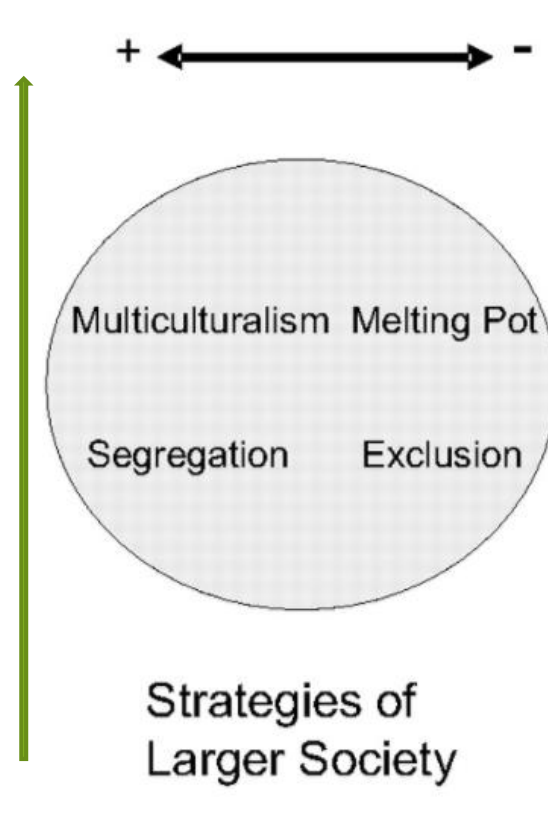 + -
Multiculturalism Melting Pot
Segregation Exclusion
Strategies of
Larger Society